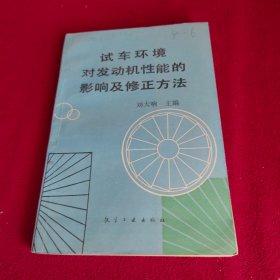 试车环境
对发动机性能的
影响及修正方法
刘大响 主编
航空工业出版社